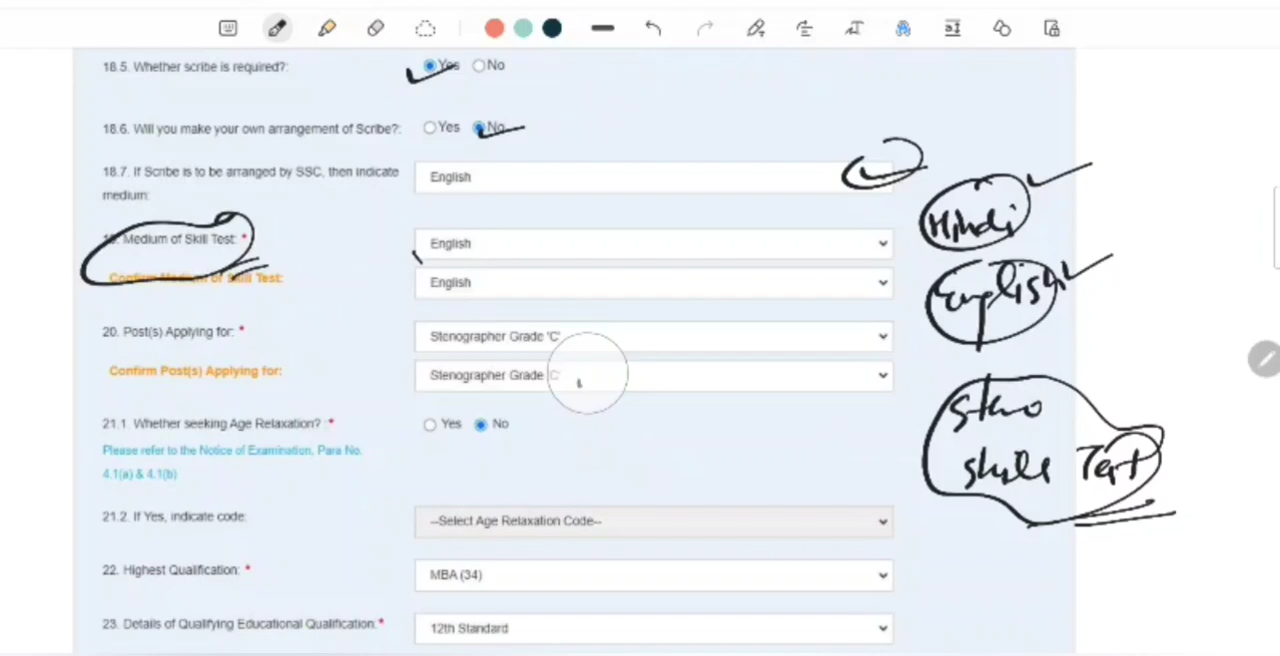 18.5. Whether scribe is required?: Yes No
18.6. Will you make your own arrangement of Scribe?: Yes No
18.7. If Scribe is to be arranged by SSC, then indicate
medium:
English
Hindi
19. Medium of Skill Test: * English
Confirm Medium of Skill Test: English
English
20. Post(s) Applying for: * Stenographer Grade 'C'
Confirm Post(s) Applying for: Stenographer Grade 'C'
Steno
21.1. Whether seeking Age Relaxation? : * Yes No
Please refer to the Notice of Examination, Para No.
4.1(a) & 4.1(b)
Test
21.2. If Yes, indicate code: --Select Age Relaxation Code--
22. Highest Qualification: * MBA (34)
23. Details of Qualifying Educational Qualification:* 12th Standard